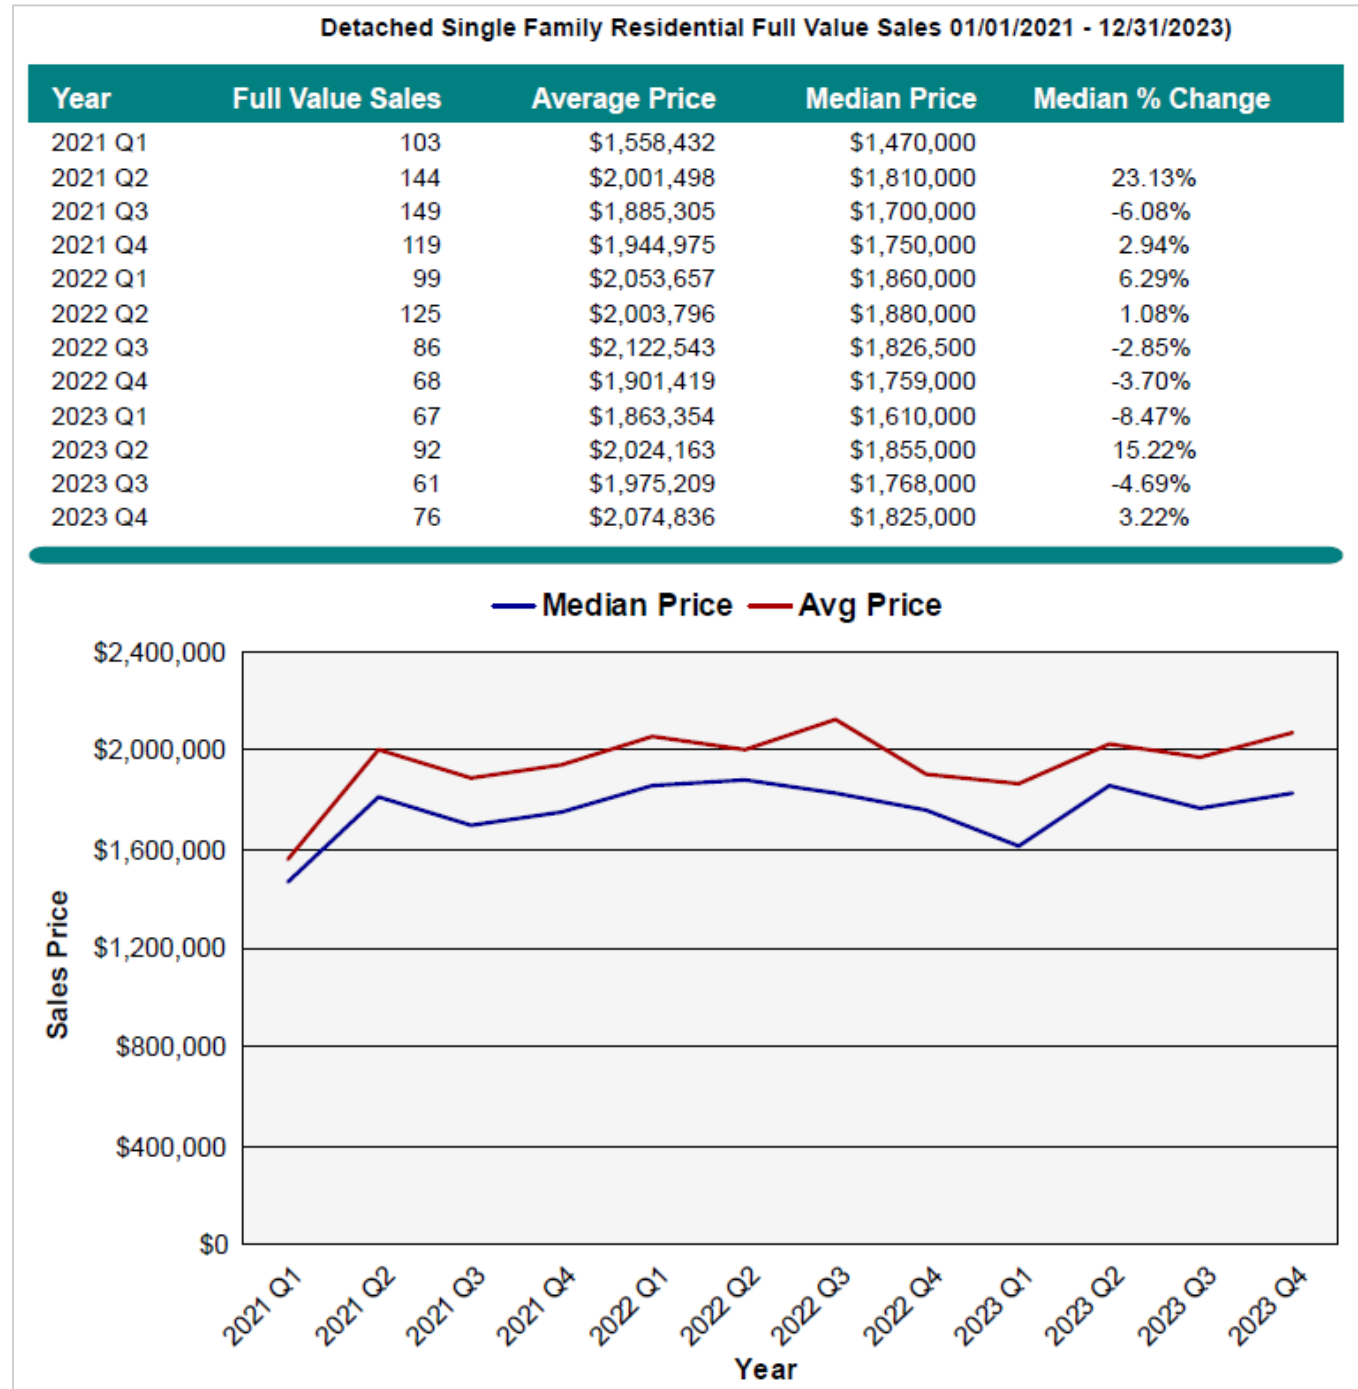 Detached Single Family Residential Full Value Sales 01/01/2021 - 12/31/2023)
Year Full Value Sales Average Price Median Price Median % Change
2021 Q1 103 $1,558,432 $1,470,000
2021 Q2 144 $2,001,498 $1,810,000 23.13%
2021 Q3 149 $1,885,305 $1,700,000 -6.08%
2021 Q4 119 $1,944,975 $1,750,000 2.94%
2022 Q1 99 $2,053,657 $1,860,000 6.29%
2022 Q2 125 $2,003,796 $1,880,000 1.08%
2022 Q3 86 $2,122,543 $1,826,500 -2.85%
2022 Q4 68 $1,901,419 $1,759,000 -3.70%
2023 Q1 67 $1,863,354 $1,610,000 -8.47%
2023 Q2 92 $2,024,163 $1,855,000 15.22%
2023 Q3 61 $1,975,209 $1,768,000 -4.69%
2023 Q4 76 $2,074,836 $1,825,000 3.22%
Median Price Avg Price
$2,400,000
$2,000,000
$1,600,000
$1,200,000
$800,000
$400,000
$0
Sales Price
2021 Q1 2021 Q2 2021 Q3 2021 Q4 2022 Q1 2022 Q2 2022 Q3 2022 Q4 2023 Q1 2023 Q2 2023 Q3 2023 Q4
Year